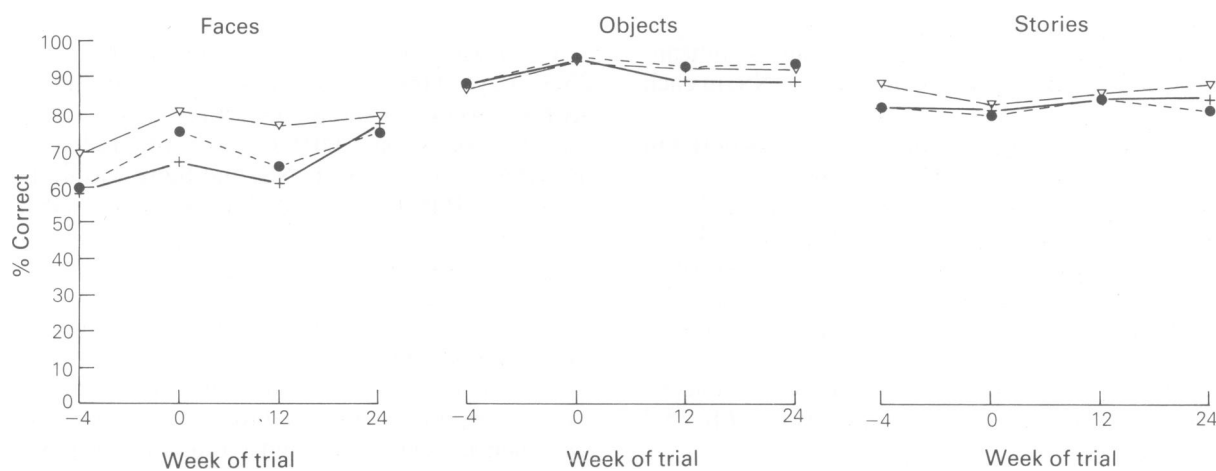 Faces
Objects
Stories
% Correct
100
90
80
70
60
50
40
30
20
10
0
−4 0 12 24
−4 0 12 24
−4 0 12 24
Week of trial
Week of trial
Week of trial